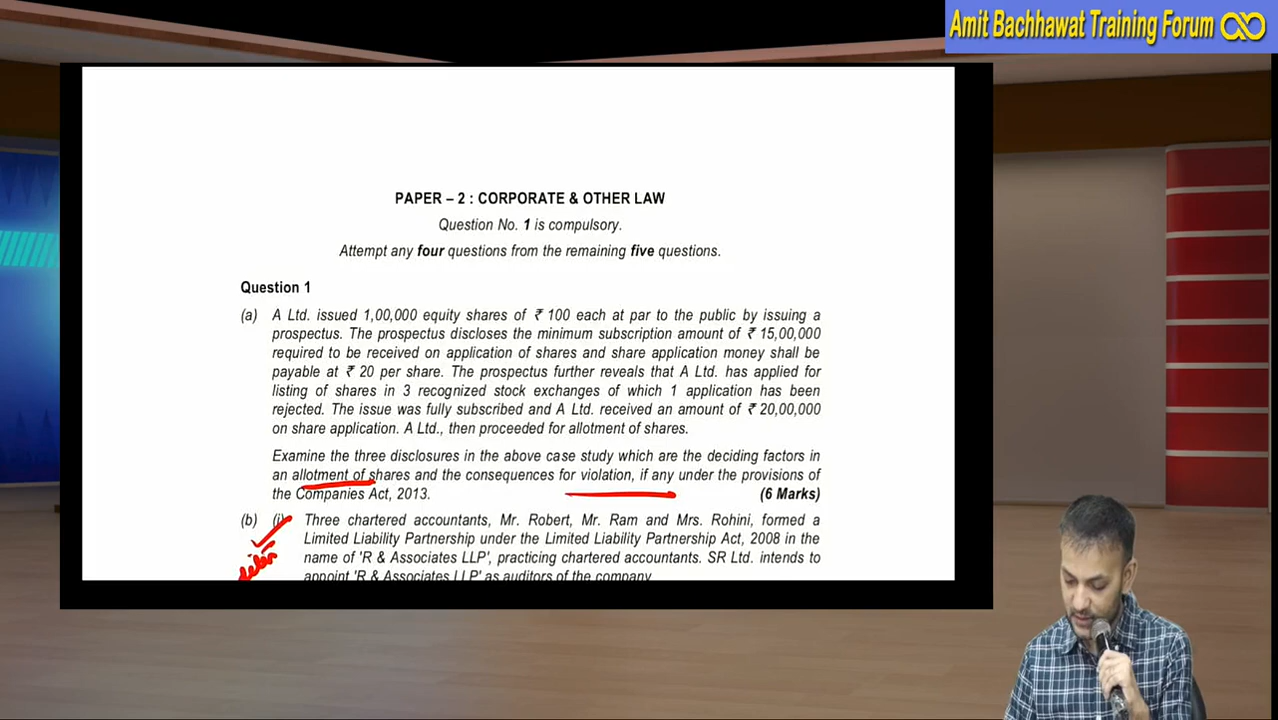 Amit Bachhawat Training Forum
PAPER – 2 : CORPORATE & OTHER LAW
Question No. 1 is compulsory.
Attempt any four questions from the remaining five questions.
Question 1
(a) A Ltd. issued 1,00,000 equity shares of ₹ 100 each at par to the public by issuing a
prospectus. The prospectus discloses the minimum subscription amount of ₹ 15,00,000
required to be received on application of shares and share application money shall be
payable at ₹ 20 per share. The prospectus further reveals that A Ltd. has applied for
listing of shares in 3 recognized stock exchanges of which 1 application has been
rejected. The issue was fully subscribed and A Ltd. received an amount of ₹ 20,00,000
on share application. A Ltd., then proceeded for allotment of shares.
Examine the three disclosures in the above case study which are the deciding factors in
an allotment of shares and the consequences for violation, if any under the provisions of
the Companies Act, 2013. (6 Marks)
(b) (i) Three chartered accountants, Mr. Robert, Mr. Ram and Mrs. Rohini, formed a
Limited Liability Partnership under the Limited Liability Partnership Act, 2008 in the
name of 'R & Associates LLP', practicing chartered accountants. SR Ltd. intends to
appoint 'R & Associates LLP' as auditors of the company.